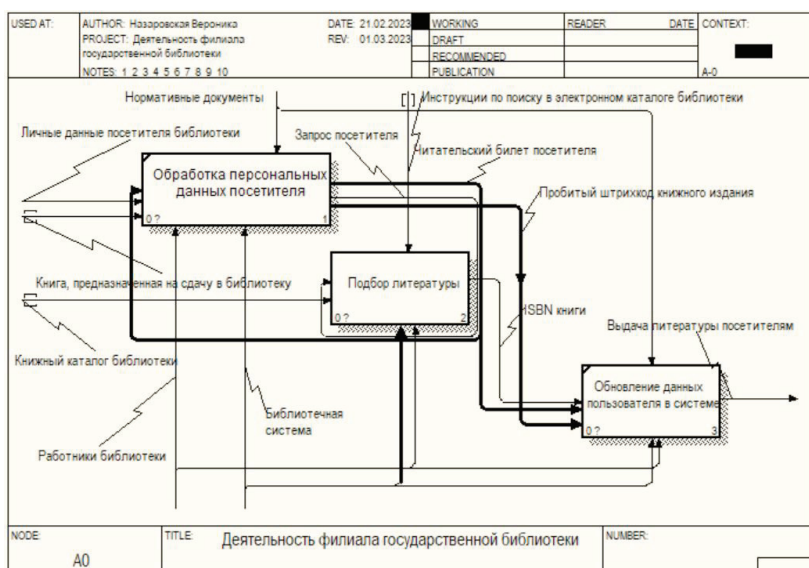 USED AT:
AUTHOR: Назаровская Вероника
DATE: 21.02.2023
WORKING
READER
DATE
CONTEXT:
PROJECT: Деятельность филиала
REV: 01.03.2023
DRAFT
государственной библиотеки
RECOMMENDED
NOTES: 1 2 3 4 5 6 7 8 9 10
PUBLICATION
A-0
Нормативные документы
Инструкции по поиску в электронном каталоге библиотеки
Личные данные посетителя библиотеки
Запрос посетителя
Читательский билет посетителя
Обработка персональных
данных посетителя
0 ?
1
Пробитый штрихкод книжного издания
Книга, предназначенная на сдачу в библиотеку
Подбор литературы
0 ?
2
ISBN книги
Выдача литературы посетителям
Книжный каталог библиотеки
Обновление данных
пользователя в системе
0 ?
3
Библиотечная
система
Работники библиотеки
NODE:
TITLE:
Деятельность филиала государственной библиотеки
NUMBER:
A0